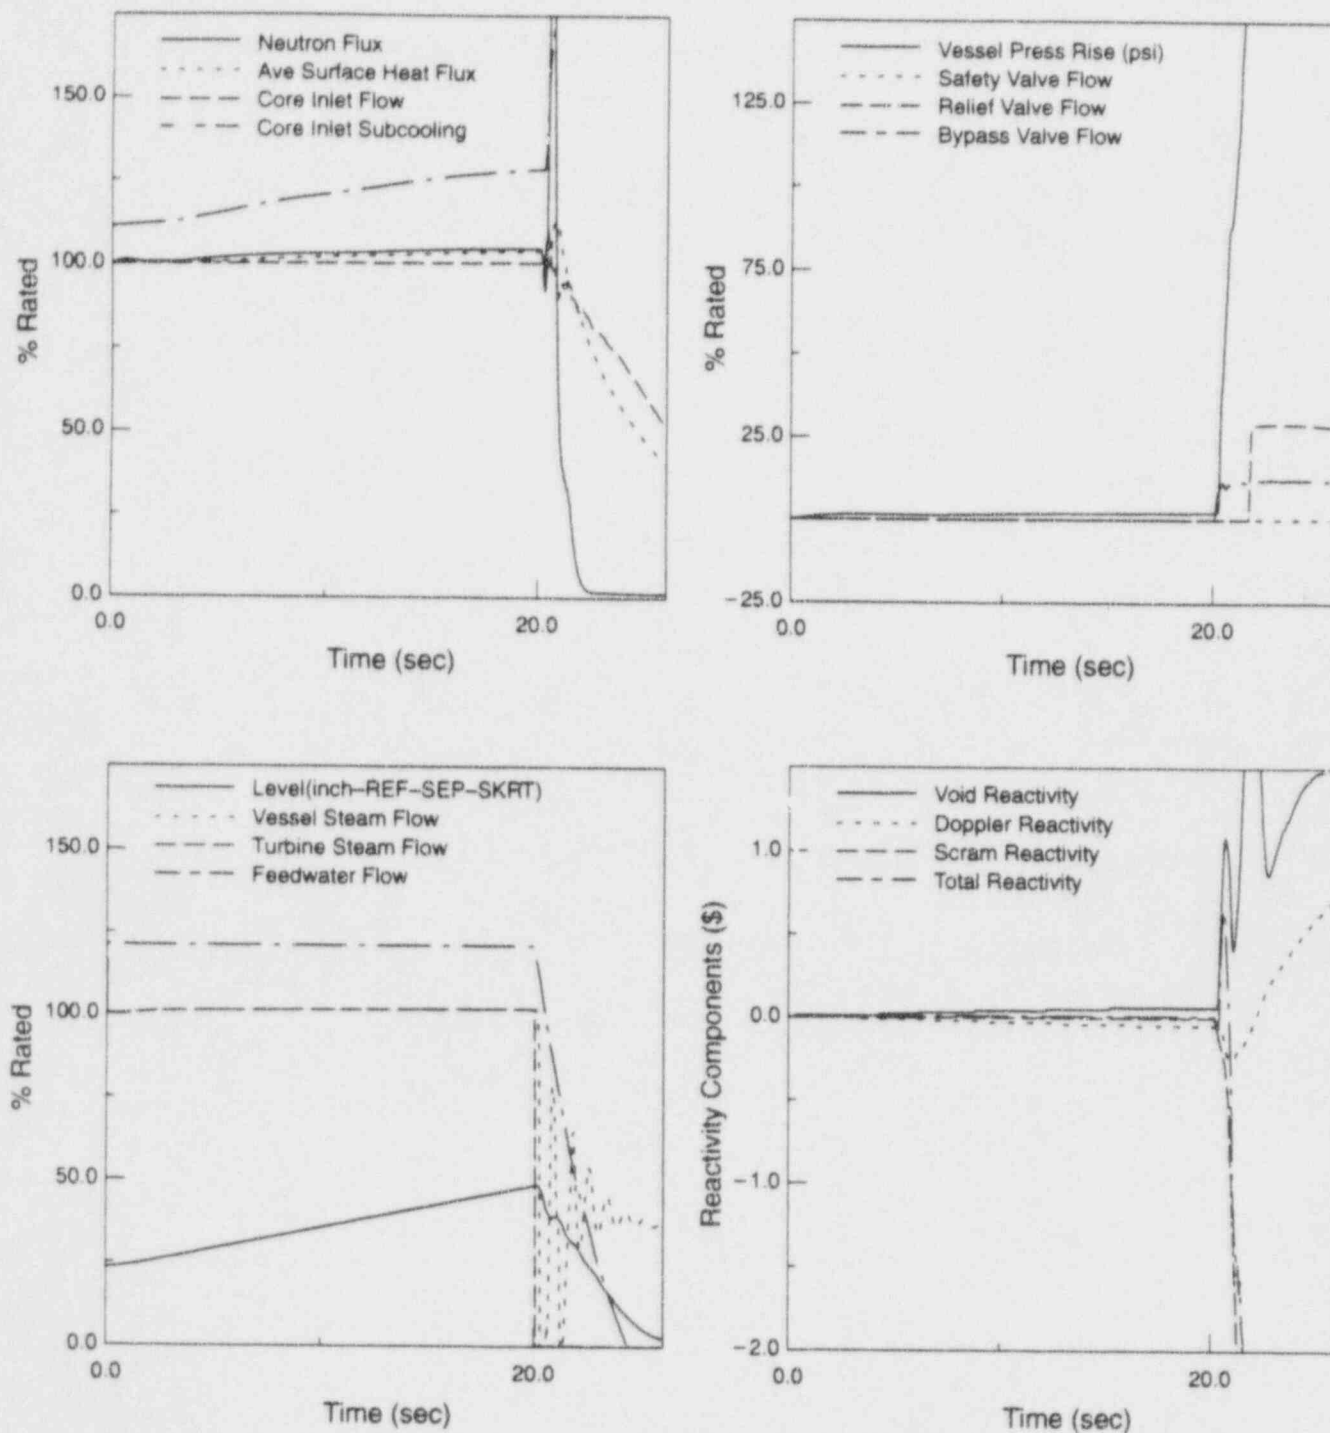 Neutron Flux
Ave Surface Heat Flux
Core Inlet Flow
Core Inlet Subcooling
150.0
100.0
50.0
0.0
% Rated
0.0
20.0
Time (sec)
Vessel Press Rise (psi)
Safety Valve Flow
Relief Valve Flow
Bypass Valve Flow
125.0
75.0
25.0
−25.0
% Rated
0.0
20.0
Time (sec)
Level(inch–REF–SEP–SKRT)
Vessel Steam Flow
Turbine Steam Flow
Feedwater Flow
150.0
100.0
50.0
0.0
% Rated
0.0
20.0
Time (sec)
Void Reactivity
Doppler Reactivity
Scram Reactivity
Total Reactivity
1.0
0.0
−1.0
−2.0
Reactivity Components ($)
0.0
20.0
Time (sec)